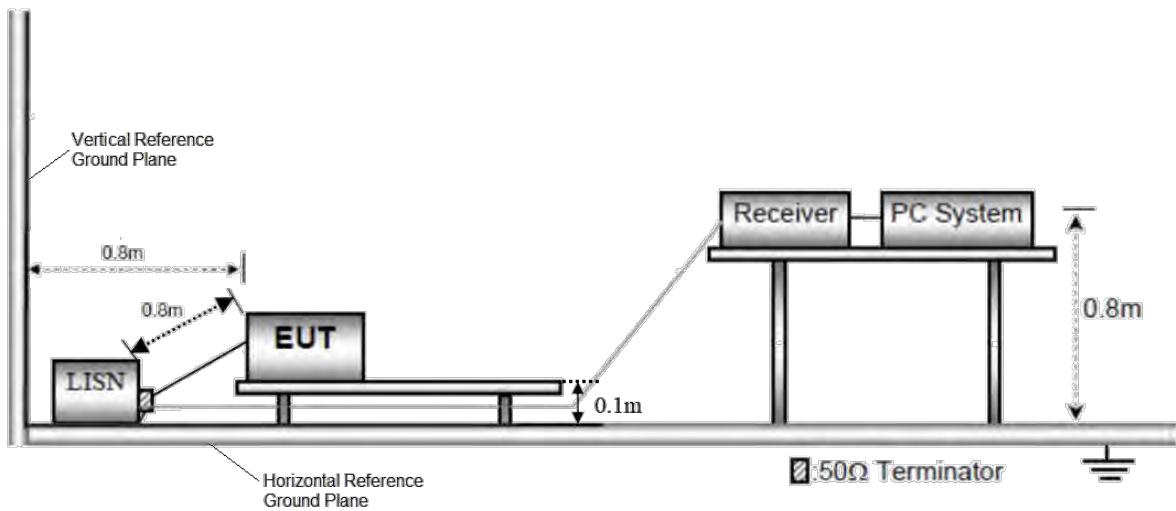 Vertical Reference
Ground Plane
Receiver
PC System
0.8m
0.8m
EUT
0.8m
LISN
0.1m
Horizontal Reference
Ground Plane
:50Ω Terminator